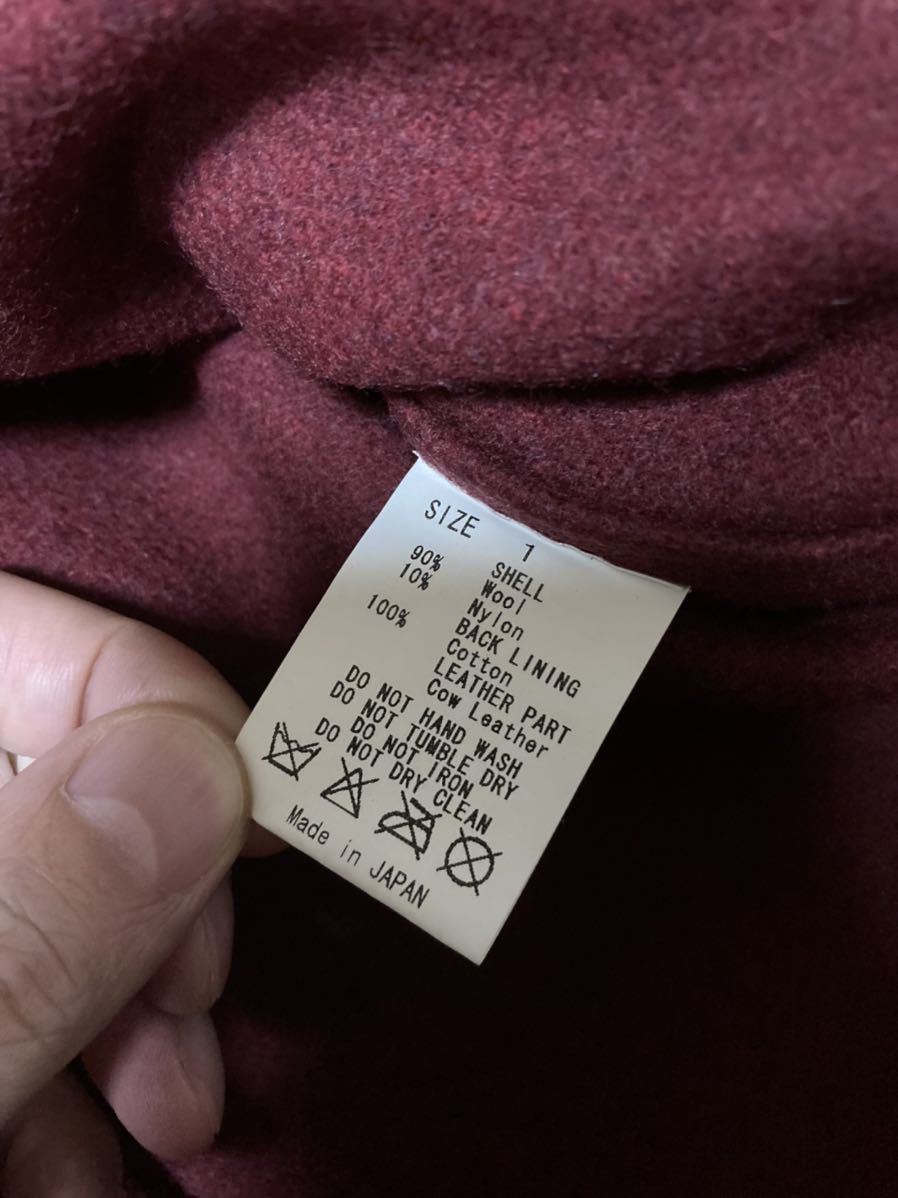 SIZE 1
SHELL
90% Wool
10% Nylon
BACK LINING
100% Cotton
LEATHER PART
Cow Leather
DO NOT HAND WASH
DO NOT TUMBLE DRY
DO NOT IRON
DO NOT DRY CLEAN
Made in JAPAN